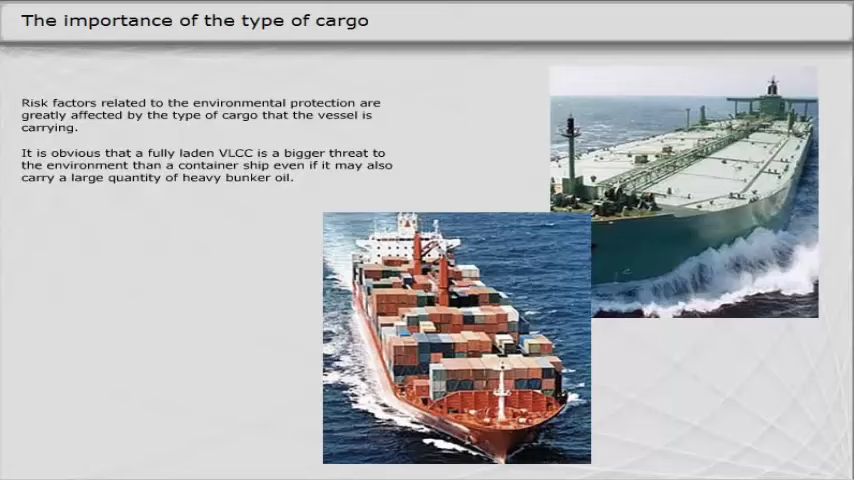 The importance of the type of cargo
Risk factors related to the environmental protection are
greatly affected by the type of cargo that the vessel is
carrying.
It is obvious that a fully laden VLCC is a bigger threat to
the environment than a container ship even if it may also
carry a large quantity of heavy bunker oil.